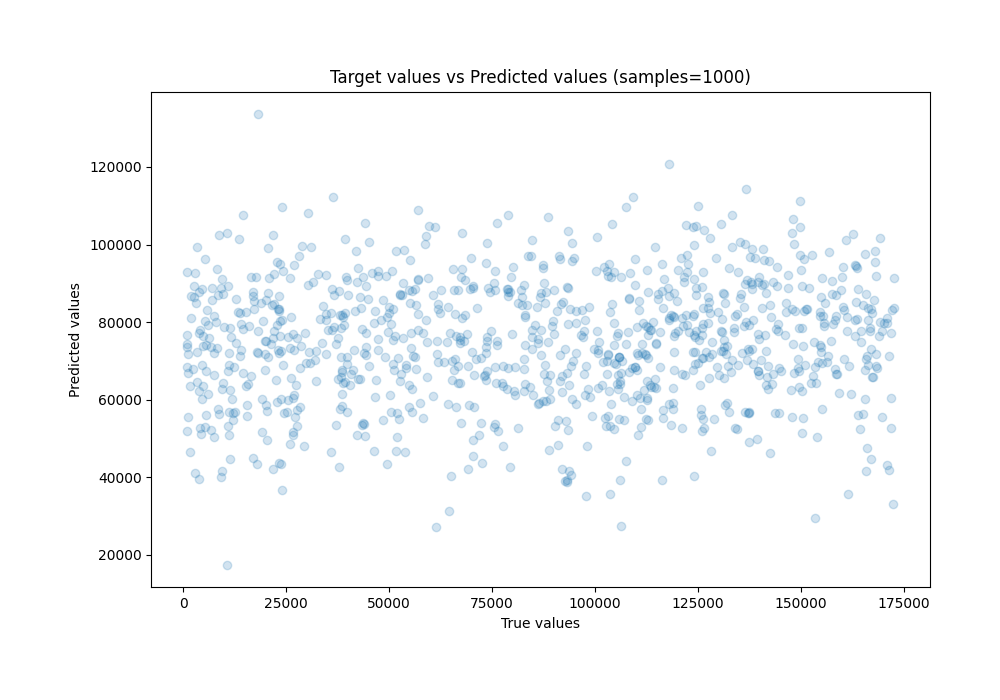 Target values vs Predicted values (samples=1000)
Predicted values
120000
100000
80000
60000
40000
20000
0 25000 50000 75000 100000 125000 150000 175000
True values